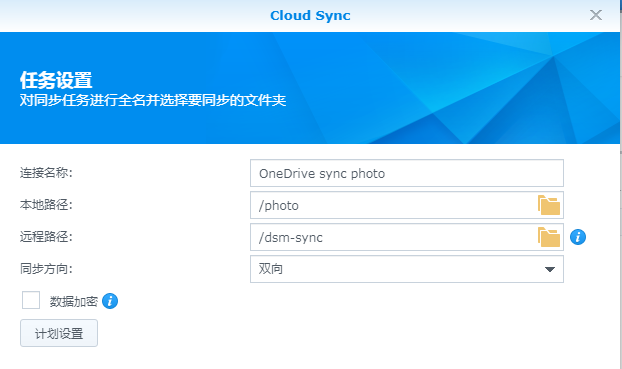 Cloud Sync
任务设置
对同步任务进行全名并选择要同步的文件夹
连接名称: OneDrive sync photo
本地路径: /photo
远程路径: /dsm-sync
同步方向: 双向
数据加密
计划设置